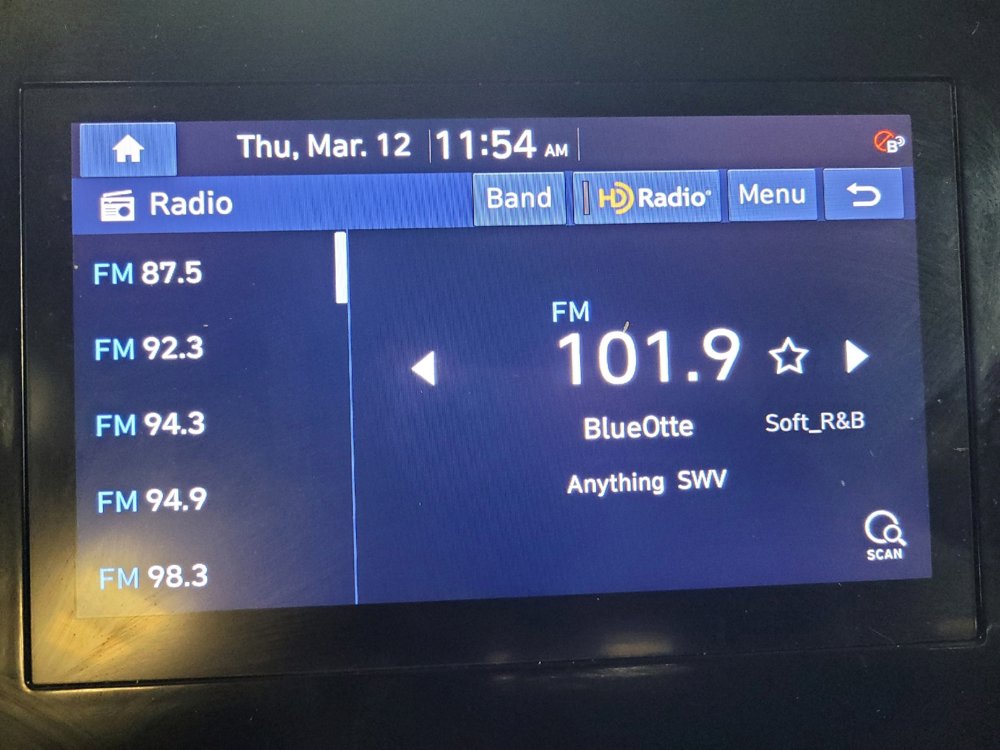 Thu, Mar. 12 11:54 AM
B
Radio
Band HD Radio® Menu
FM 87.5
FM 92.3
FM 94.3
FM 94.9
FM 98.3
FM
101.9
BlueOtte Soft_R&B
Anything SWV
SCAN